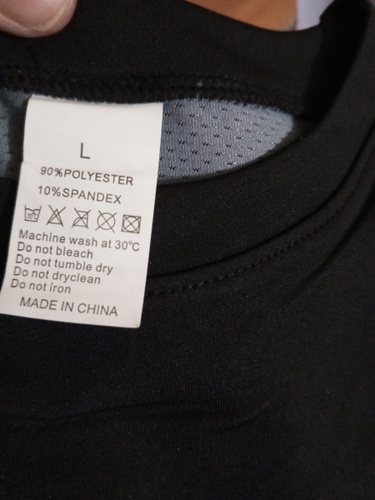 L
90%POLYESTER
10%SPANDEX
Machine wash at 30℃
Do not bleach
Do not tumble dry
Do not dryclean
Do not iron
MADE IN CHINA